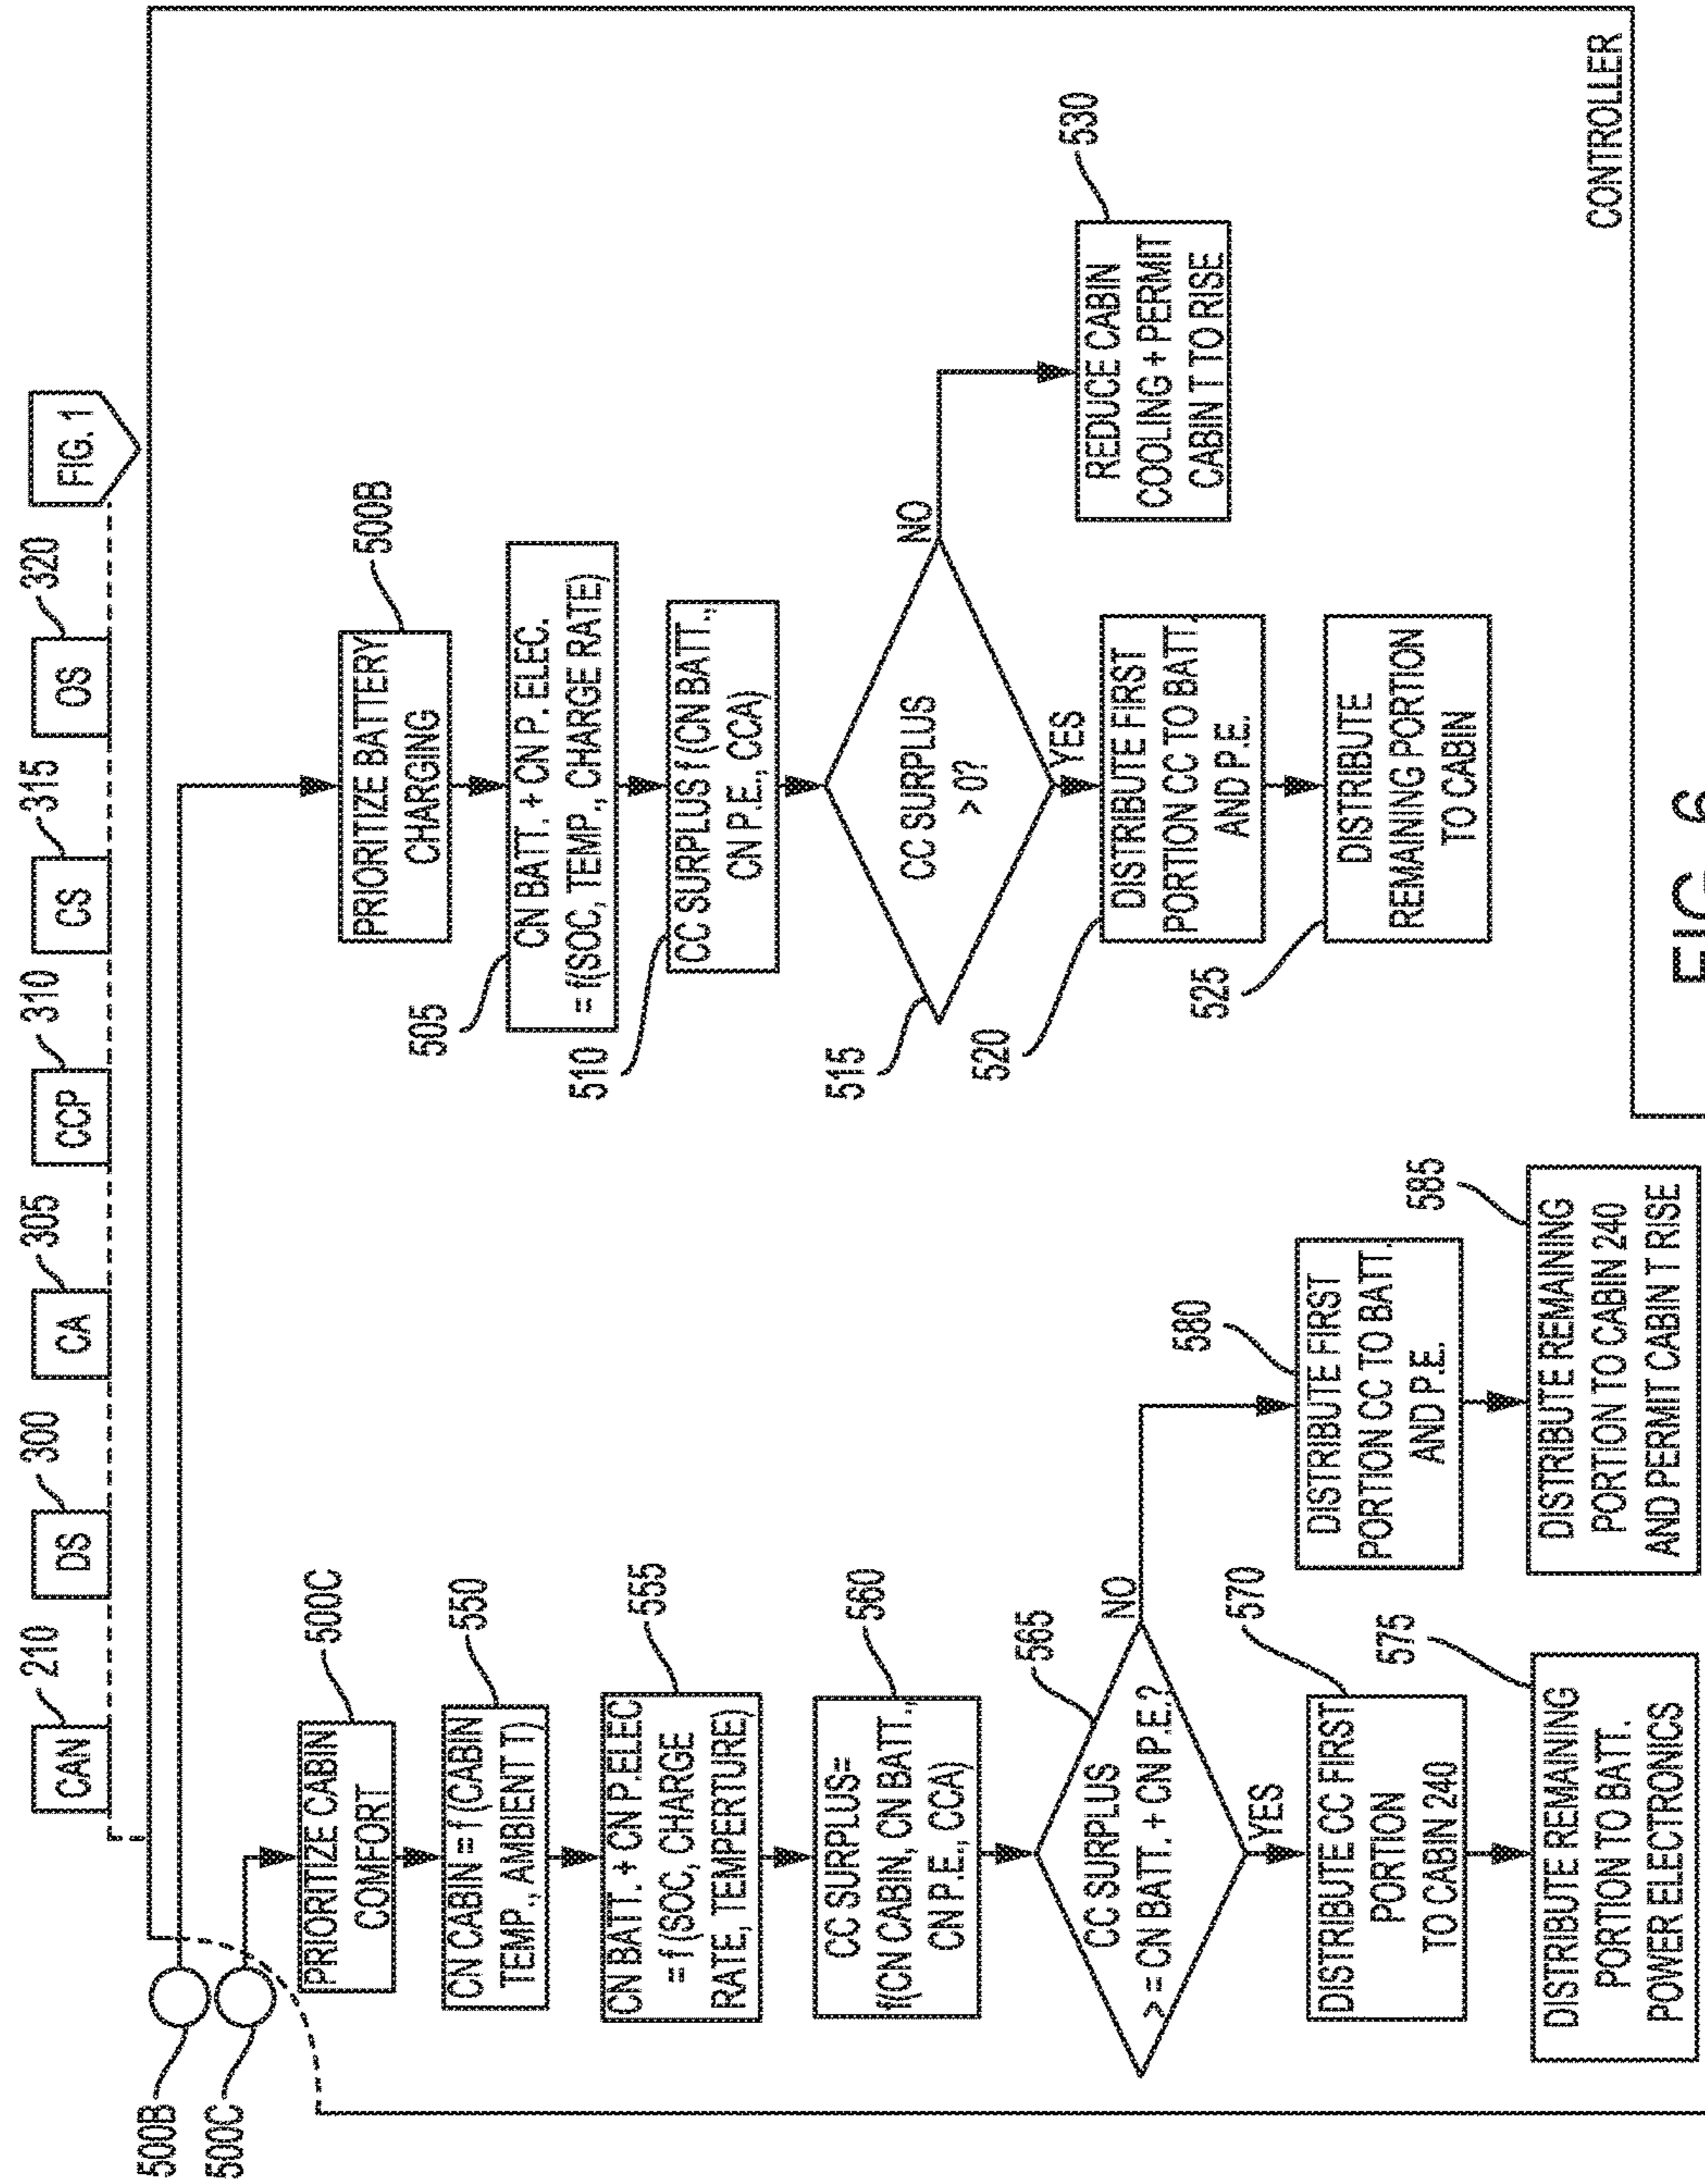 CAN
210
DS
300
CA
305
CCP
310
CS
315
OS
320
FIG. 1
500B
500C
PRIORITIZE CABIN
COMFORT
500C
CN CABIN = f (CABIN
TEMP., AMBIENT T)
550
CN BATT. + CN P.ELEC
= f (SOC, CHARGE
RATE, TEMPERTURE)
555
CC SURPLUS=
f(CN CABIN, CN BATT.,
CN P.E., CCA)
560
CC SURPLUS
> = CN BATT. + CN P.E.?
565
NO
YES
DISTRIBUTE CC FIRST
PORTION
TO CABIN 240
570
DISTRIBUTE REMAINING
PORTION TO BATT.
POWER ELECTRONICS
575
DISTRIBUTE FIRST
PORTION CC TO BATT.
AND P.E.
580
DISTRIBUTE REMAINING
PORTION TO CABIN 240
AND PERMIT CABIN T RISE
585
PRIORITIZE BATTERY
CHARGING
500B
505
CN BATT. + CN P. ELEC.
= f(SOC, TEMP., CHARGE RATE)
510
CC SURPLUS f (CN BATT.,
CN P.E., CCA)
515
CC SURPLUS
> 0?
NO
YES
520
DISTRIBUTE FIRST
PORTION CC TO BATT.
AND P.E.
525
DISTRIBUTE
REMAINING PORTION
TO CABIN
530
REDUCE CABIN
COOLING + PERMIT
CABIN T TO RISE
CONTROLLER
FIG. 6